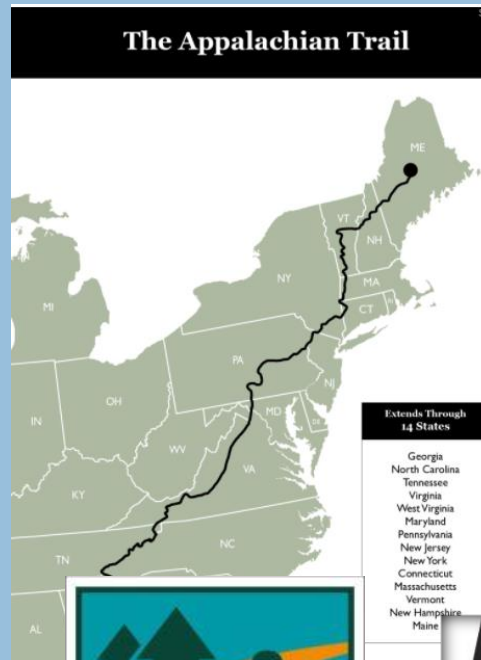 The Appalachian Trail
ME
VT
NH
NY
MA
CT
RI
MI
PA
NJ
OH
IN
MD
DE
WV
VA
KY
NC
TN
AL
Extends Through
14 States
Georgia
North Carolina
Tennessee
Virginia
West Virginia
Maryland
Pennsylvania
New Jersey
New York
Connecticut
Massachusetts
Vermont
New Hampshire
Maine